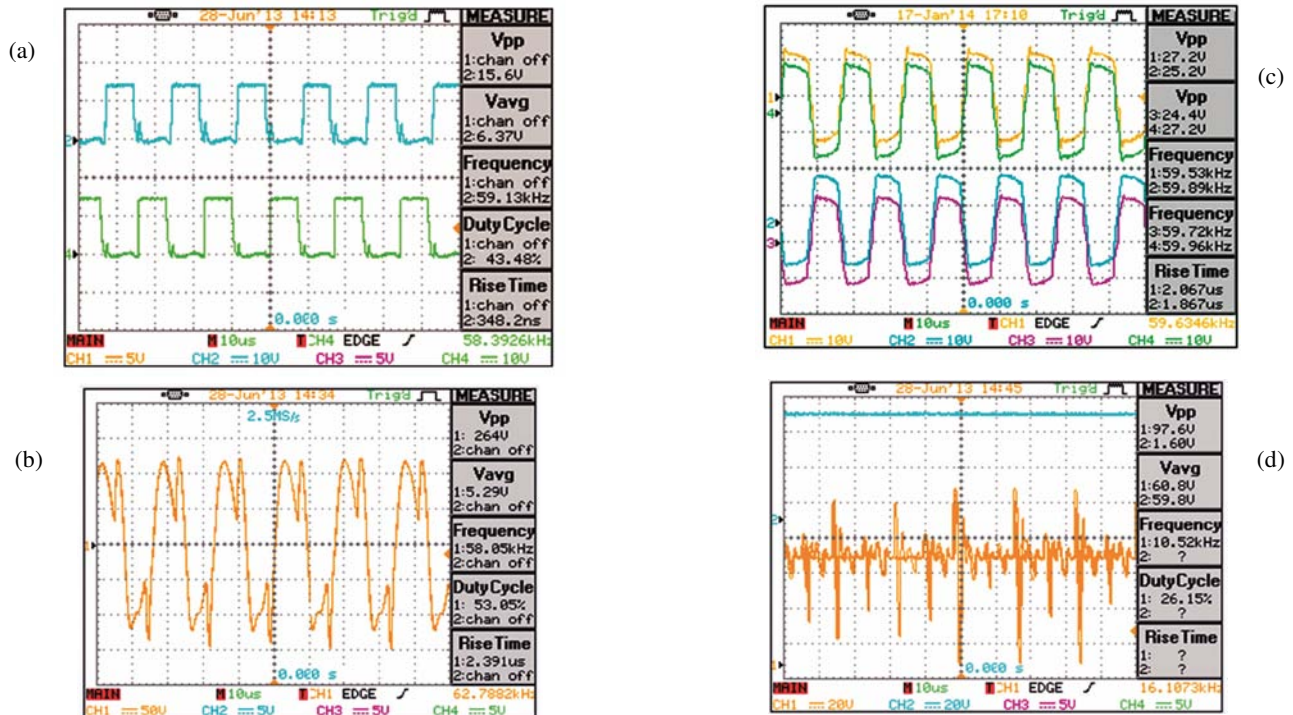 (a)
28-Jun'13 14:13 Trig'd MEASURE
Vpp
1:chan off
2:15.6V
Vavg
1:chan off
2:6.37V
Frequency
1:chan off
2:59.13kHz
Duty Cycle
1:chan off
2: 43.48%
Rise Time
1:chan off
2:348.2ns
2
4
0.000 s
MAIN M 10us T CH4 EDGE 58.3926kHz
CH1 5V CH2 10V CH3 5V CH4 10V
(c)
17-Jan'14 17:10 Trig'd MEASURE
Vpp
1:27.2V
2:25.2V
Vpp
3:24.4V
4:27.2V
Frequency
1:59.53kHz
2:59.89kHz
Frequency
3:59.72kHz
4:59.96kHz
Rise Time
1:2.067us
2:1.867us
1
4
2
3
0.000 s
MAIN M 10us T CH1 EDGE 59.6346kHz
CH1 10V CH2 10V CH3 10V CH4 10V
(b)
28-Jun'13 14:34 Trig'd MEASURE
2.5MS/s
Vpp
1: 264V
2:chan off
Vavg
1:5.29V
2:chan off
Frequency
1:58.05kHz
2:chan off
Duty Cycle
1: 53.05%
2:chan off
Rise Time
1:2.391us
2:chan off
1
0.000 s
MAIN M 10us T CH1 EDGE 62.7882kHz
CH1 50V CH2 5V CH3 5V CH4 5V
(d)
28-Jun'13 14:45 Trig'd MEASURE
Vpp
1:97.6V
2:1.60V
Vavg
1:60.8V
2:59.8V
Frequency
1:10.52kHz
2: ?
Duty Cycle
1: 26.15%
2: ?
Rise Time
1: ?
2: ?
2
1
0.000 s
MAIN M 10us T CH1 EDGE 16.1073kHz
CH1 20V CH2 20V CH3 5V CH4 5V